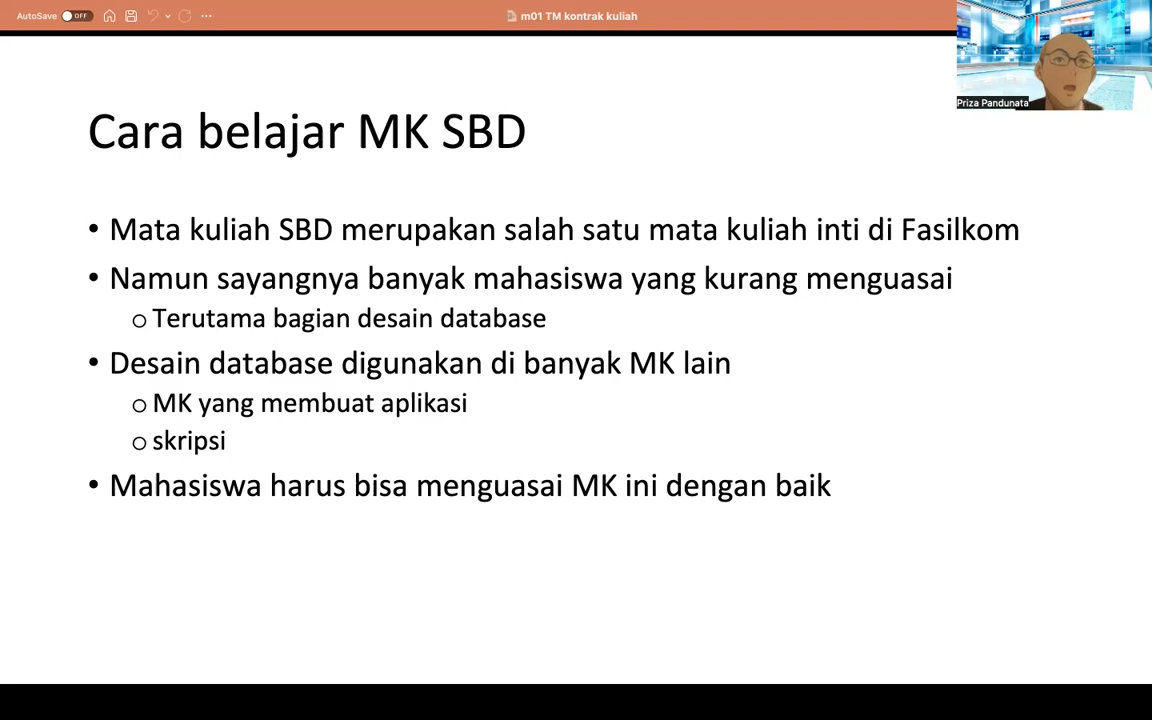 AutoSave OFF
m01 TM kontrak kuliah
Priza Pandunata
Cara belajar MK SBD
• Mata kuliah SBD merupakan salah satu mata kuliah inti di Fasilkom
• Namun sayangnya banyak mahasiswa yang kurang menguasai
o Terutama bagian desain database
• Desain database digunakan di banyak MK lain
o MK yang membuat aplikasi
o skripsi
• Mahasiswa harus bisa menguasai MK ini dengan baik